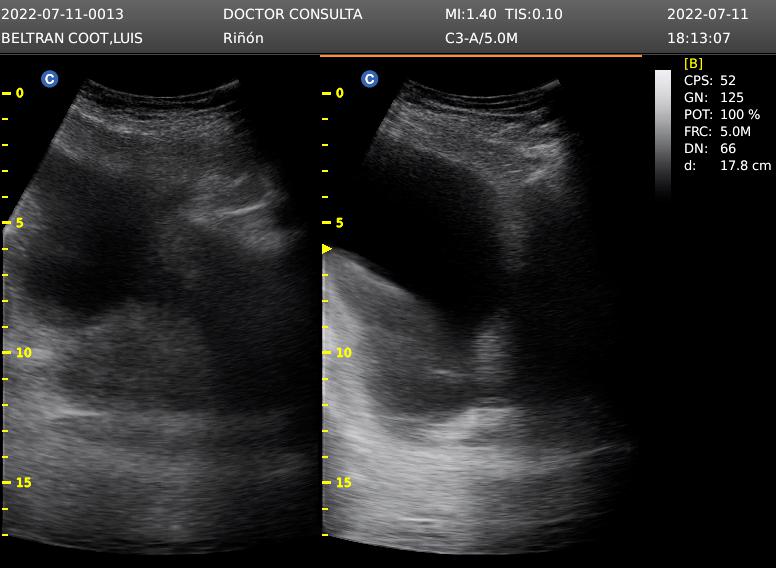 2022-07-11-0013 DOCTOR CONSULTA MI:1.40 TIS:0.10 2022-07-11
BELTRAN COOT,LUIS Riñón C3-A/5.0M 18:13:07
C C
[B]
CPS: 52
GN: 125
POT: 100 %
FRC: 5.0M
DN: 66
d: 17.8 cm
0 0
5 5
10 10
15 15